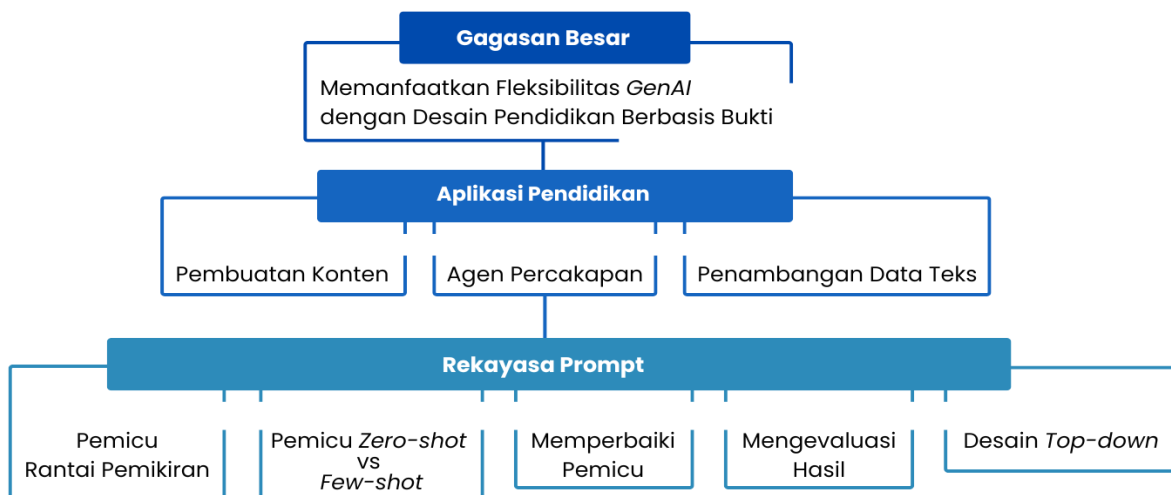 Gagasan Besar
Memanfaatkan Fleksibilitas GenAI
dengan Desain Pendidikan Berbasis Bukti
Aplikasi Pendidikan
Pembuatan Konten
Agen Percakapan
Penambangan Data Teks
Rekayasa Prompt
Pemicu
Rantai Pemikiran
Pemicu Zero-shot
vs
Few-shot
Memperbaiki
Pemicu
Mengevaluasi
Hasil
Desain Top-down